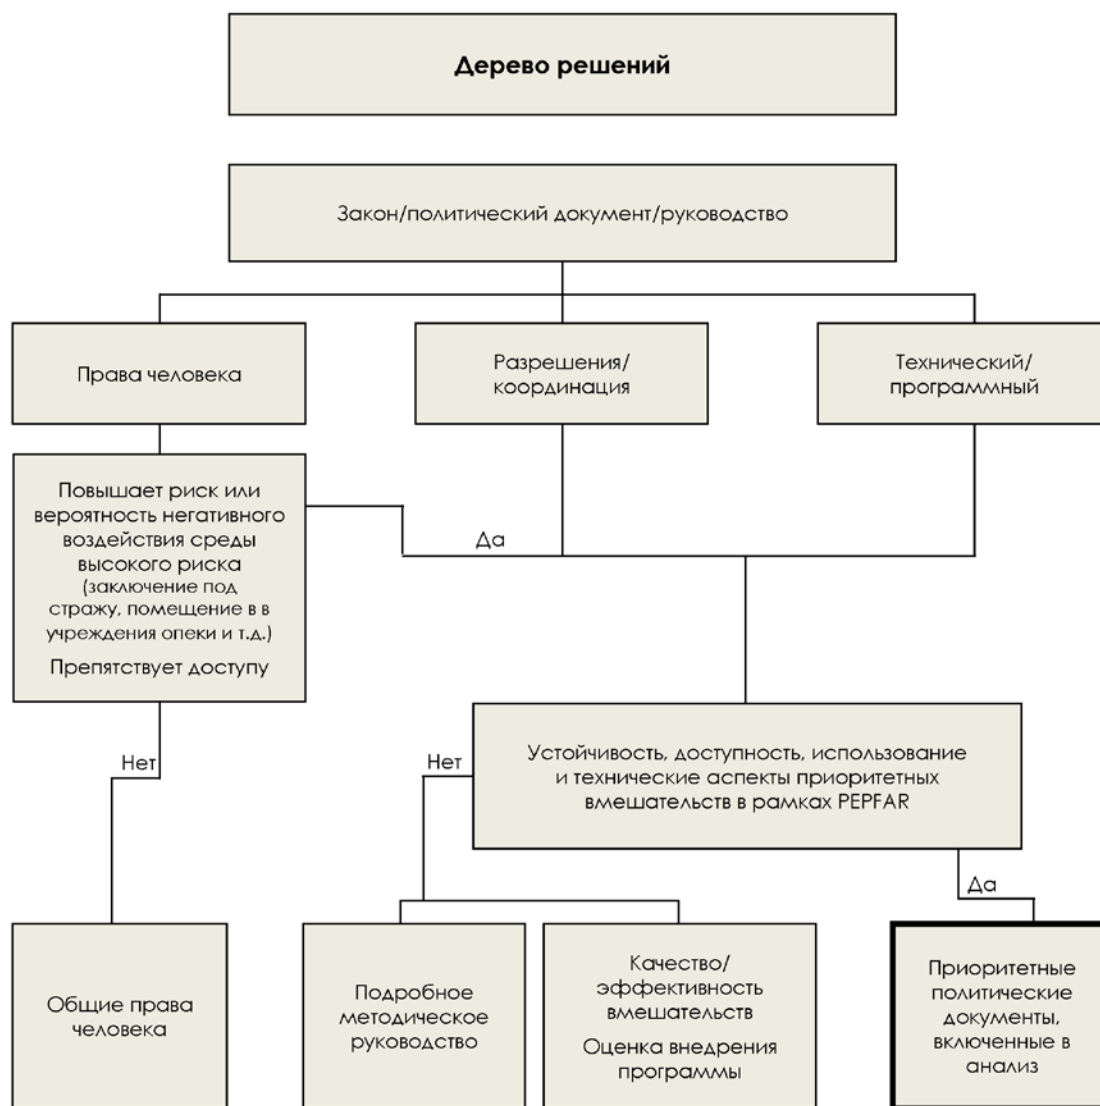 Дерево решений
Закон/политический документ/руководство
Права человека
Разрешения/
координация
Технический/
программный
Повышает риск или
вероятность негативного
воздействия среды
высокого риска
(заключение под
стражу, помещение в в
учреждения опеки и т.д.)
Препятствует доступу
Да
Нет
Устойчивость, доступность, использование
и технические аспекты приоритетных
вмешательств в рамках PEPFAR
Нет
Да
Общие права
человека
Подробное
методическое
руководство
Качество/
эффективность
вмешательств
Оценка внедрения
программы
Приоритетные
политические
документы,
включенные в
анализ